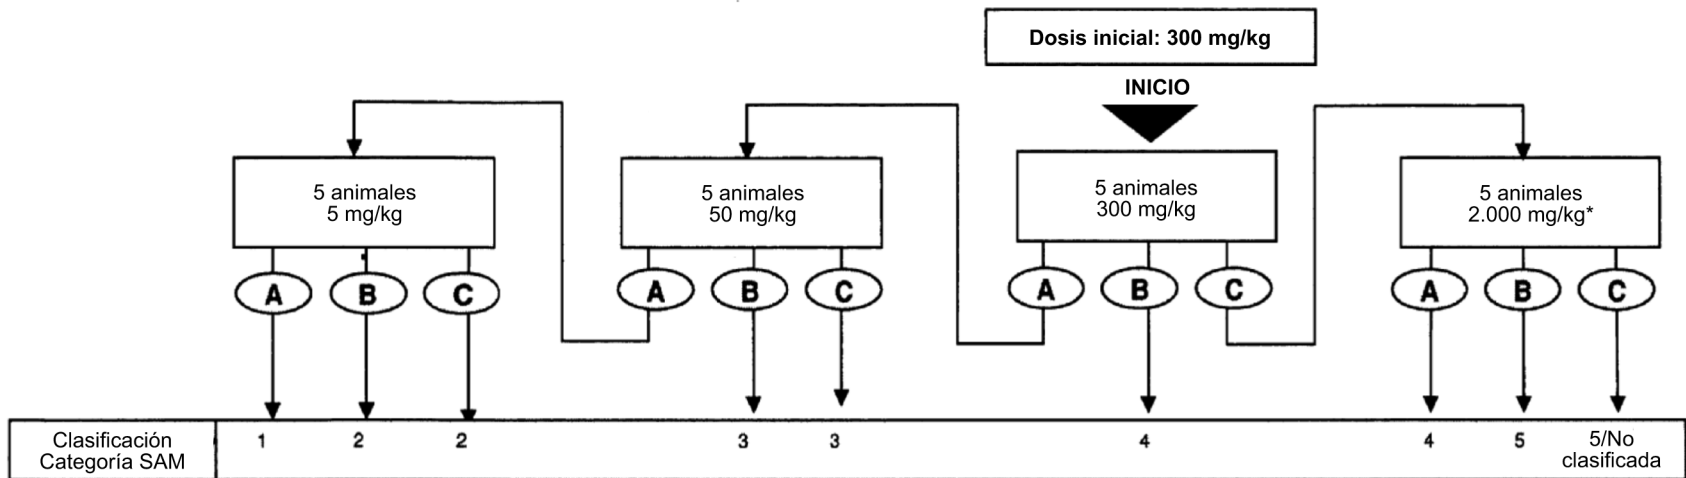 Dosis inicial: 300 mg/kg
INICIO
5 animales
5 mg/kg
5 animales
50 mg/kg
5 animales
300 mg/kg
5 animales
2.000 mg/kg*
A
B
C
A
B
C
A
B
C
A
B
C
Clasificación
Categoría SAM
1
2
2
3
3
4
4
5
5/No
clasificada